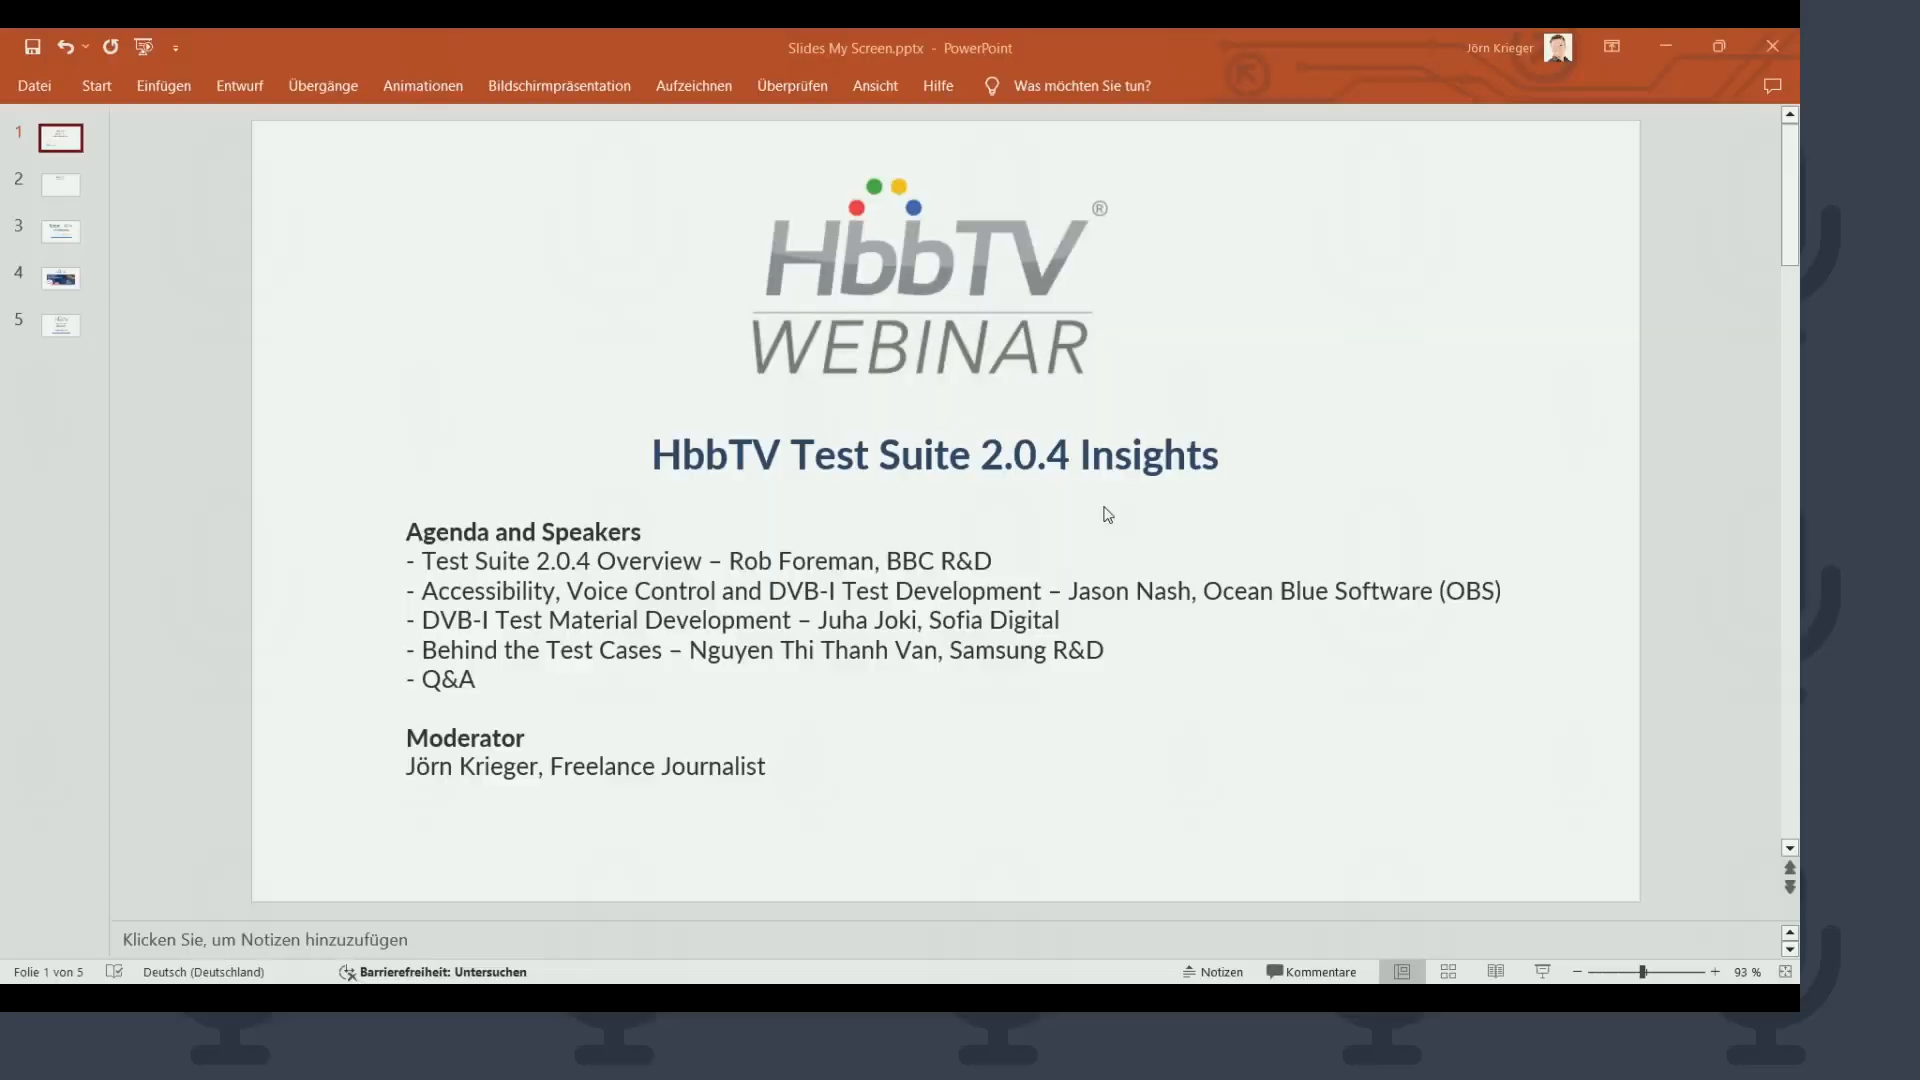 Slides My Screen.pptx - PowerPoint
Jörn Krieger
Datei Start Einfügen Entwurf Übergänge Animationen Bildschirmpräsentation Aufzeichnen Überprüfen Ansicht Hilfe Was möchten Sie tun?
1
2
3
4
5
HbbTV®
WEBINAR
HbbTV Test Suite 2.0.4 Insights
Agenda and Speakers
- Test Suite 2.0.4 Overview – Rob Foreman, BBC R&D
- Accessibility, Voice Control and DVB-I Test Development – Jason Nash, Ocean Blue Software (OBS)
- DVB-I Test Material Development – Juha Joki, Sofia Digital
- Behind the Test Cases – Nguyen Thi Thanh Van, Samsung R&D
- Q&A
Moderator
Jörn Krieger, Freelance Journalist
Klicken Sie, um Notizen hinzuzufügen
Folie 1 von 5 Deutsch (Deutschland) Barrierefreiheit: Untersuchen Notizen Kommentare 93 %